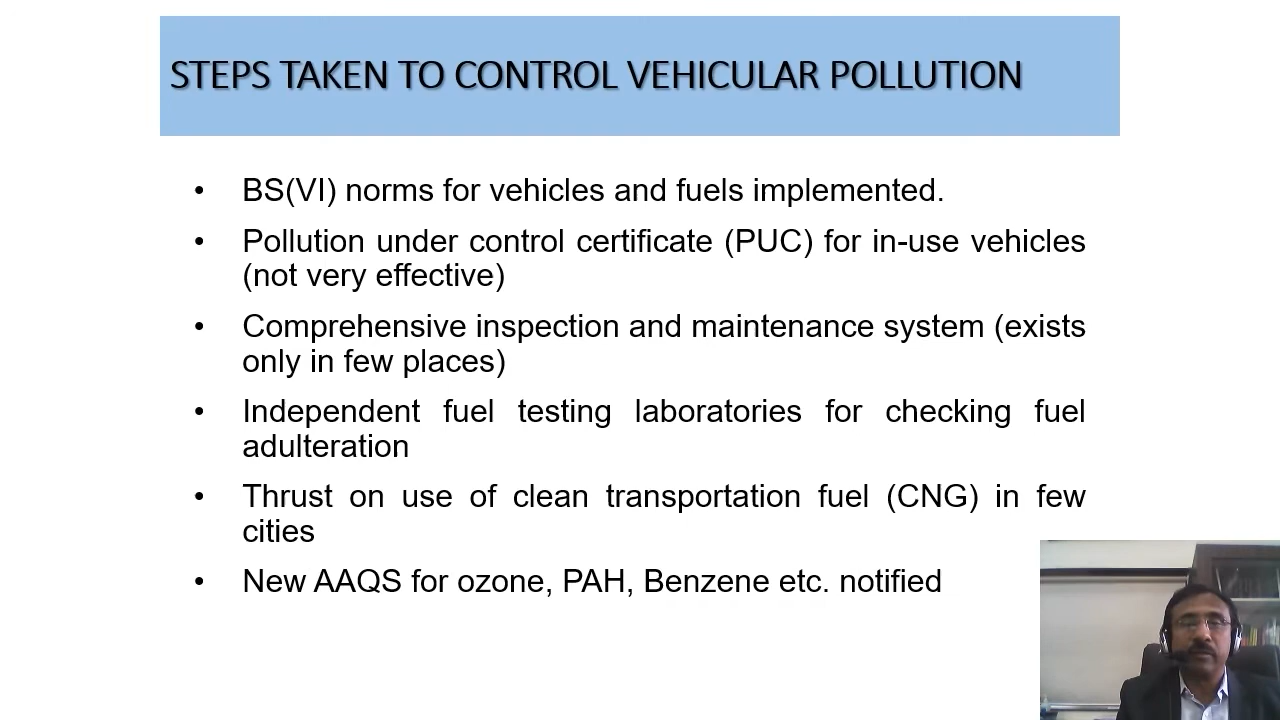 STEPS TAKEN TO CONTROL VEHICULAR POLLUTION
• BS(VI) norms for vehicles and fuels implemented.
• Pollution under control certificate (PUC) for in-use vehicles
(not very effective)
• Comprehensive inspection and maintenance system (exists
only in few places)
• Independent fuel testing laboratories for checking fuel
adulteration
• Thrust on use of clean transportation fuel (CNG) in few
cities
• New AAQS for ozone, PAH, Benzene etc. notified